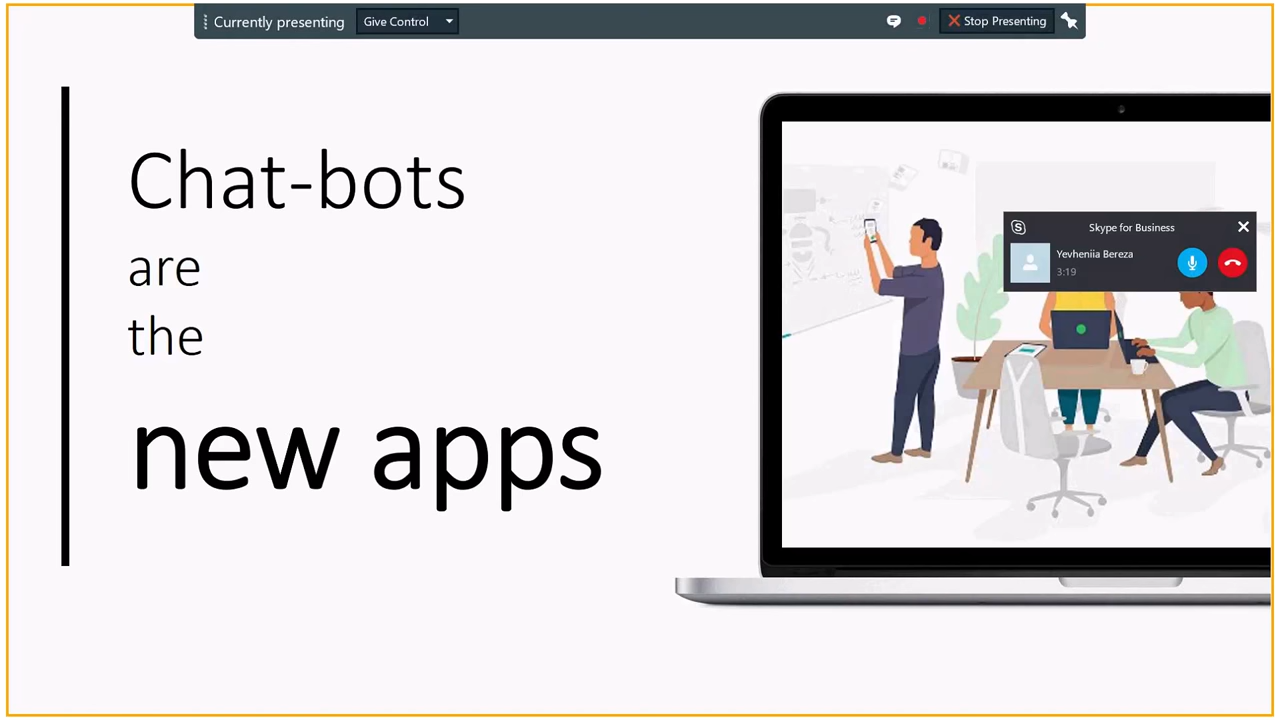 Currently presenting
Give Control
Stop Presenting
Chat-bots
are
the
new apps
Skype for Business
Yevheniia Bereza
3:19